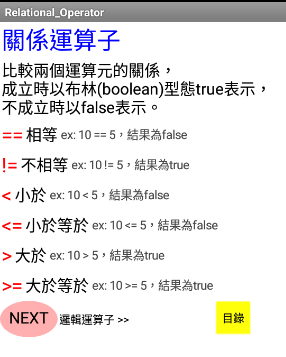 Relational_Operator
關係運算子
比較兩個運算元的關係，
成立時以布林(boolean)型態true表示，
不成立時以false表示。
== 相等 ex: 10 == 5，結果為false
!= 不相等 ex: 10 != 5，結果為true
< 小於 ex: 10 < 5，結果為false
<= 小於等於 ex: 10 <= 5，結果為false
> 大於 ex: 10 > 5，結果為true
>= 大於等於 ex: 10 >= 5，結果為true
NEXT 邏輯運算子 >> 目錄